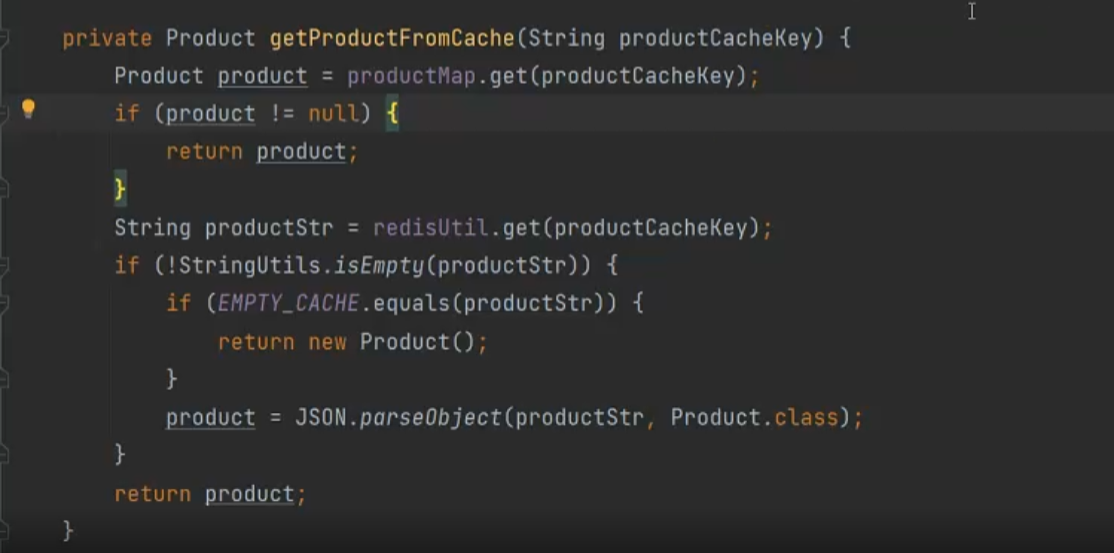 private Product getProductFromCache(String productCacheKey) {
Product product = productMap.get(productCacheKey);
if (product != null) {
return product;
}
String productStr = redisUtil.get(productCacheKey);
if (!StringUtils.isEmpty(productStr)) {
if (EMPTY_CACHE.equals(productStr)) {
return new Product();
}
product = JSON.parseObject(productStr, Product.class);
}
return product;
}